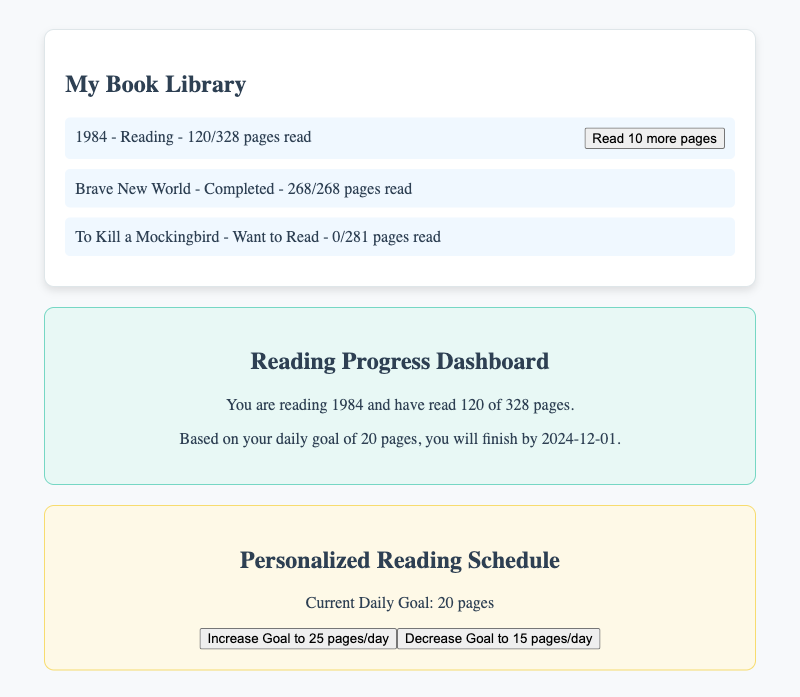 My Book Library
1984 - Reading - 120/328 pages read
Read 10 more pages
Brave New World - Completed - 268/268 pages read
To Kill a Mockingbird - Want to Read - 0/281 pages read
Reading Progress Dashboard
You are reading 1984 and have read 120 of 328 pages.
Based on your daily goal of 20 pages, you will finish by 2024-12-01.
Personalized Reading Schedule
Current Daily Goal: 20 pages
Increase Goal to 25 pages/day
Decrease Goal to 15 pages/day